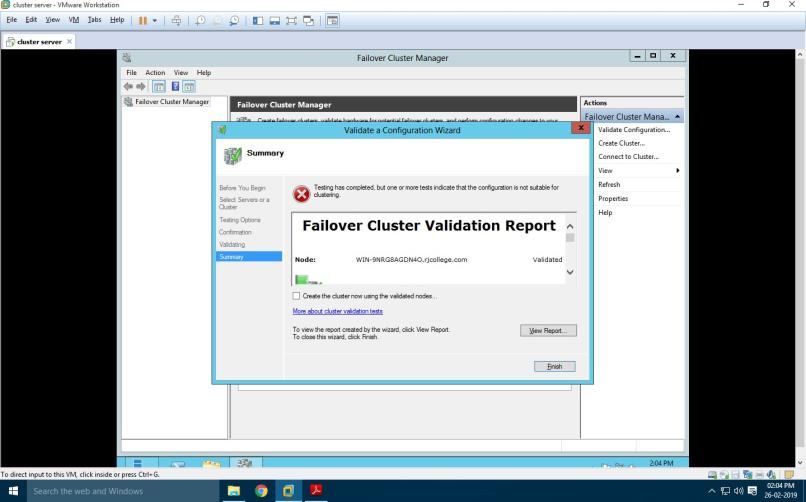 cluster server - VMware Workstation
File Edit View VM Tabs Help
cluster server
Failover Cluster Manager
File Action View Help
Failover Cluster Manager
Failover Cluster Manager
Create failover clusters, validate hardware for potential failover clusters, and perform configuration changes to your
Actions
Failover Cluster Mana...
Validate Configuration...
Create Cluster...
Connect to Cluster...
View
Refresh
Properties
Help
Validate a Configuration Wizard
Summary
Before You Begin
Select Servers or a
Cluster
Testing Options
Confirmation
Validating
Summary
Testing has completed, but one or more tests indicate that the configuration is not suitable for
clustering.
Failover Cluster Validation Report
Node: WIN-9NRG8AGDN4O.rjcollege.com Validated
Create the cluster now using the validated nodes...
More about cluster validation tests
To view the report created by the wizard, click View Report.
To close this wizard, click Finish.
View Report...
Finish
2:04 PM
To direct input to this VM, click inside or press Ctrl+G.
Search the web and Windows
02:04 PM
26-02-2019